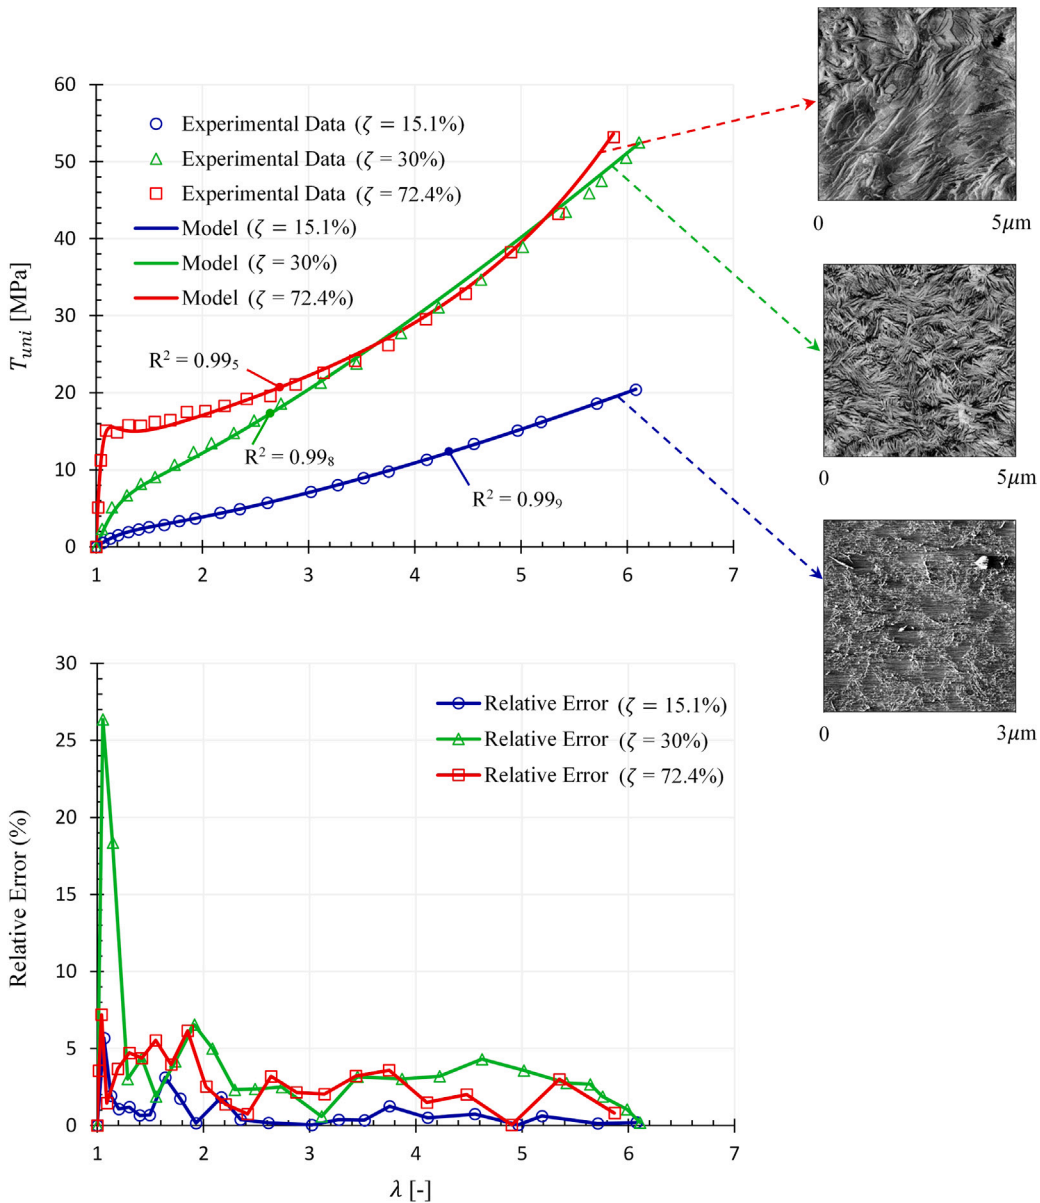 60
50
40
30
20
10
0
T_uni [MPa]
Experimental Data (ζ = 15.1%)
Experimental Data (ζ = 30%)
Experimental Data (ζ = 72.4%)
Model (ζ = 15.1%)
Model (ζ = 30%)
Model (ζ = 72.4%)
R² = 0.99₅
R² = 0.99₈
R² = 0.99₉
1 2 3 4 5 6 7
0 5μm
0 5μm
0 3μm
30
25
20
15
10
5
0
Relative Error (%)
Relative Error (ζ = 15.1%)
Relative Error (ζ = 30%)
Relative Error (ζ = 72.4%)
1 2 3 4 5 6 7
λ [-]